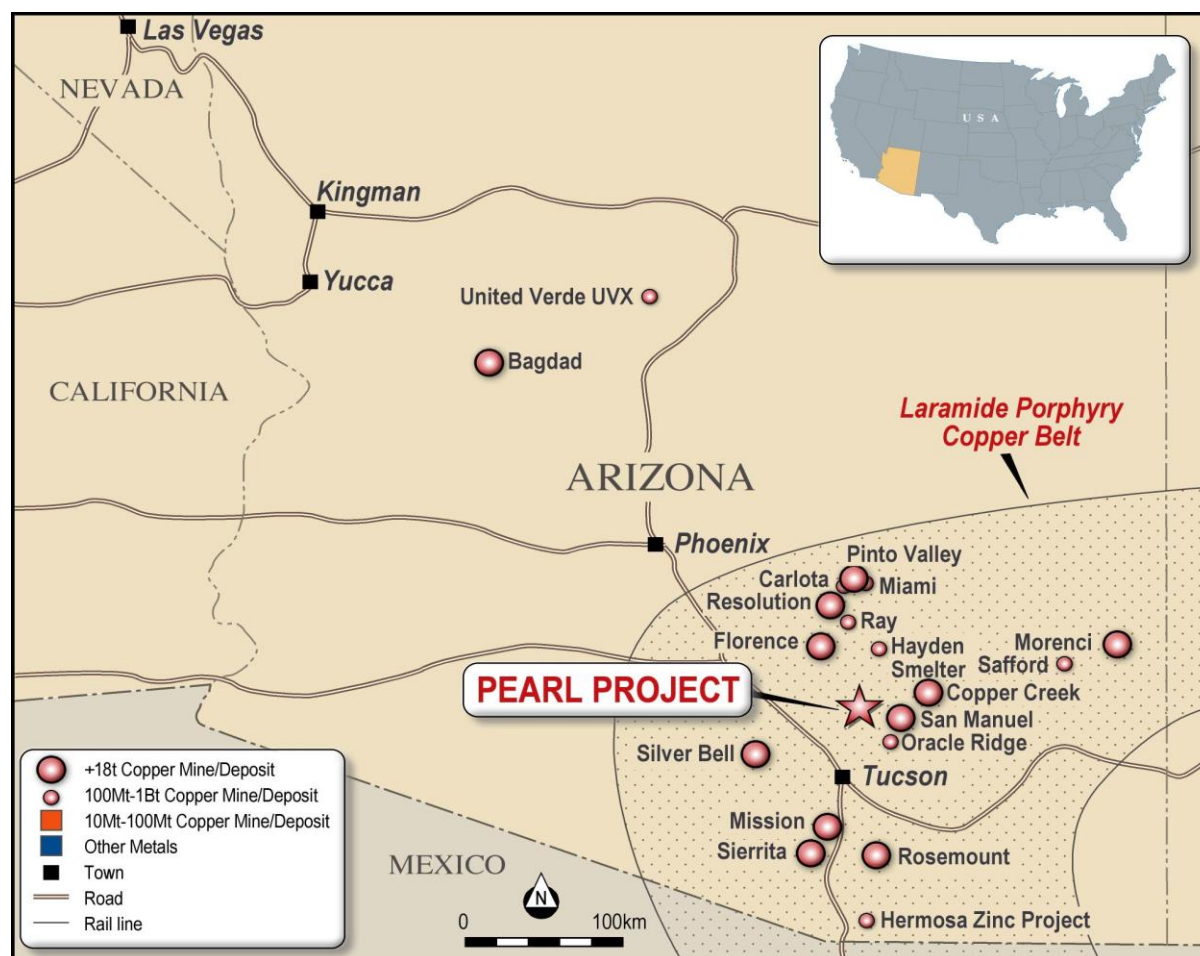 Las Vegas
NEVADA
USA
Kingman
Yucca
United Verde UVX
Bagdad
CALIFORNIA
Laramide Porphyry
Copper Belt
ARIZONA
Phoenix
Pinto Valley
Carlota
Miami
Resolution
Ray
Florence
Hayden
Smelter
Morenci
Safford
PEARL PROJECT
Copper Creek
San Manuel
Oracle Ridge
Silver Bell
Tucson
Mission
Sierrita
Rosemount
MEXICO
Hermosa Zinc Project
N
0 100km
+18t Copper Mine/Deposit
100Mt-1Bt Copper Mine/Deposit
10Mt-100Mt Copper Mine/Deposit
Other Metals
Town
Road
Rail line